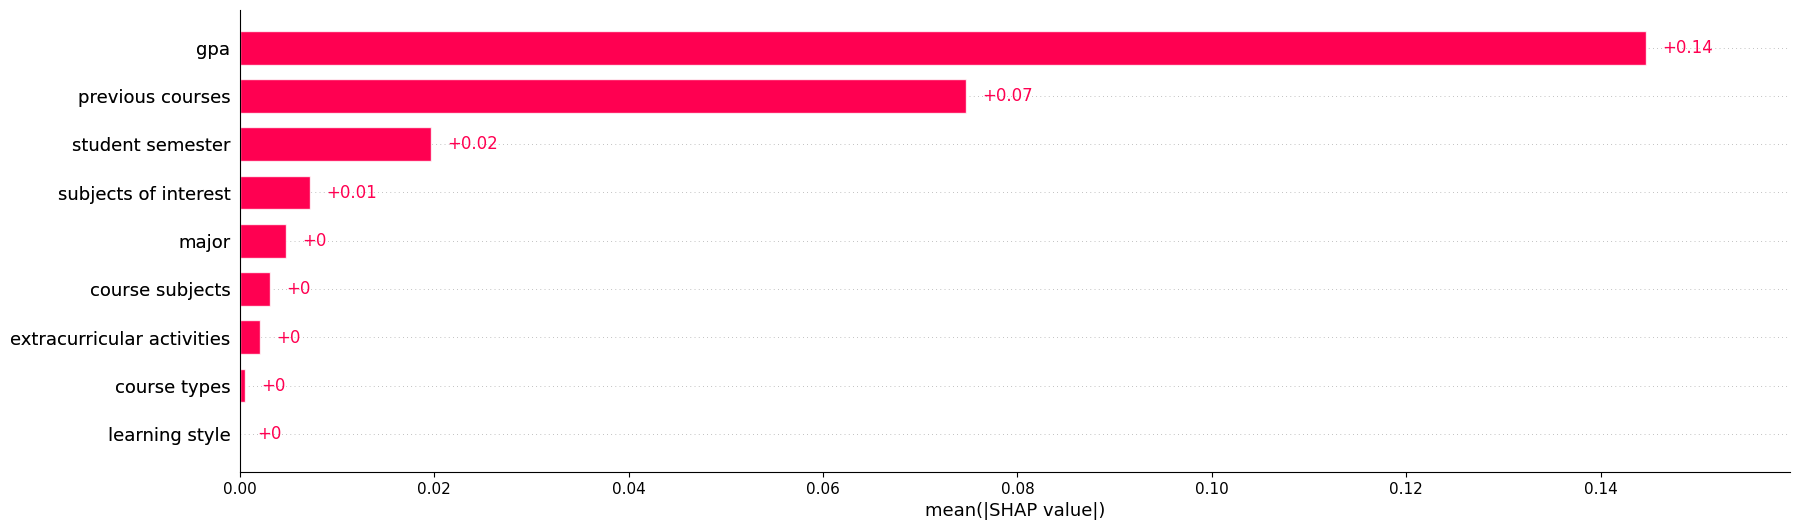 gpa +0.14
previous courses +0.07
student semester +0.02
subjects of interest +0.01
major +0
course subjects +0
extracurricular activities +0
course types +0
learning style +0
0.00 0.02 0.04 0.06 0.08 0.10 0.12 0.14
mean(|SHAP value|)